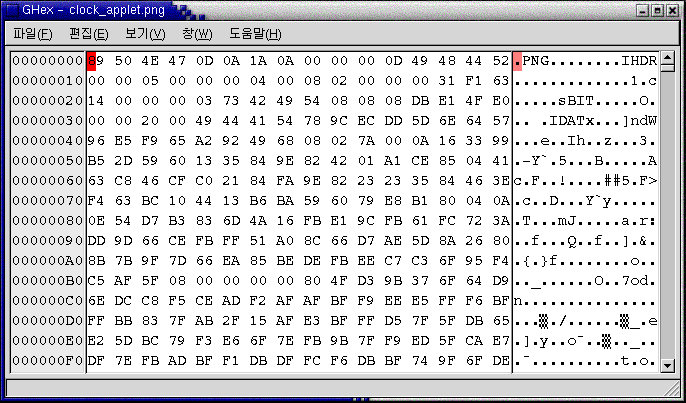 GHex - clock_applet.png
파일(F) 편집(E) 보기(V) 창(W) 도움말(H)
00000000 89 50 4E 47 0D 0A 1A 0A 00 00 00 0D 49 48 44 52 .PNG........IHDR
00000010 00 00 05 00 00 00 04 00 08 02 00 00 00 31 F1 63 .............1.c
00000020 14 00 00 00 03 73 42 49 54 08 08 08 DB E1 4F E0 .....sBIT.....O.
00000030 00 00 20 00 49 44 41 54 78 9C EC DD 5D 6E 64 57 .. .IDATx...]ndW
00000040 96 E5 F9 65 A2 92 49 68 08 02 7A 00 0A 16 33 99 ...e..Ih..z...3.
00000050 B5 2D 59 60 13 35 84 9E 82 42 01 A1 CE 85 04 41 .-Y`.5...B.....A
00000060 63 C8 46 CF C0 21 84 FA 9E 82 23 23 35 84 46 3E c.F..!....##5.F>
00000070 F4 63 BC 10 44 13 B6 BA 59 60 79 E8 B1 80 04 0A .c..D...Y`y.....
00000080 0E 54 D7 B3 83 6D 4A 16 FB E1 9C FB 61 FC 72 3A .T...mJ.....a.r:
00000090 DD 9D 66 CE FB FF 51 A0 8C 66 D7 AE 5D 8A 26 80 ..f...Q..f..].&.
000000A0 8B 7B 9F 7D 66 EA 85 BE DE FB EE C7 C3 6F 95 F4 .{.}f........o..
000000B0 C5 AF 5F 08 00 00 00 00 80 4F D3 9B 37 6F 64 D9 .._......O..7od.
000000C0 6E DC C8 F5 CE AD F2 AF AF BF F9 EE E5 FF F6 BF n...............
000000D0 FF BB 83 7F AB 2F 15 AF E3 BF FF D5 7F 5F DB 65 ...▒./......▒_.e
000000E0 E2 5D BC 79 F3 E6 6F 7E EF FB 9B 7F F9 ED 5F CA E7 .].y..o~..▒.._..
000000F0 DF 7E FB AD BF F1 DB DF FC F6 DB BF 74 9F 6F DE .~..........t.o.